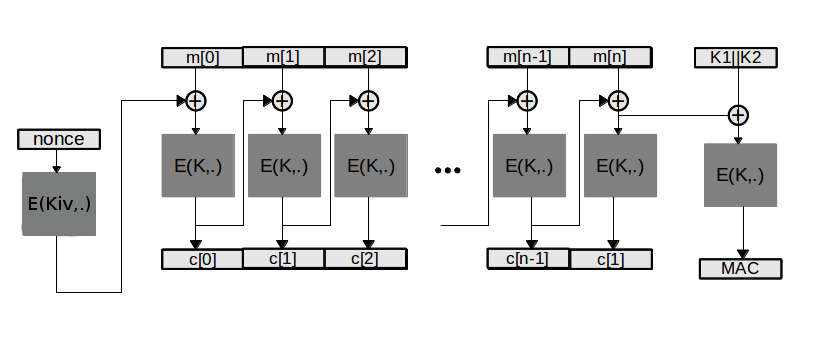 m[0] m[1] m[2] m[n-1] m[n] K1||K2
nonce
E(K,.) E(K,.) E(K,.) ... E(K,.) E(K,.) E(K,.)
E(Kiv,.)
c[0] c[1] c[2] c[n-1] c[1] MAC